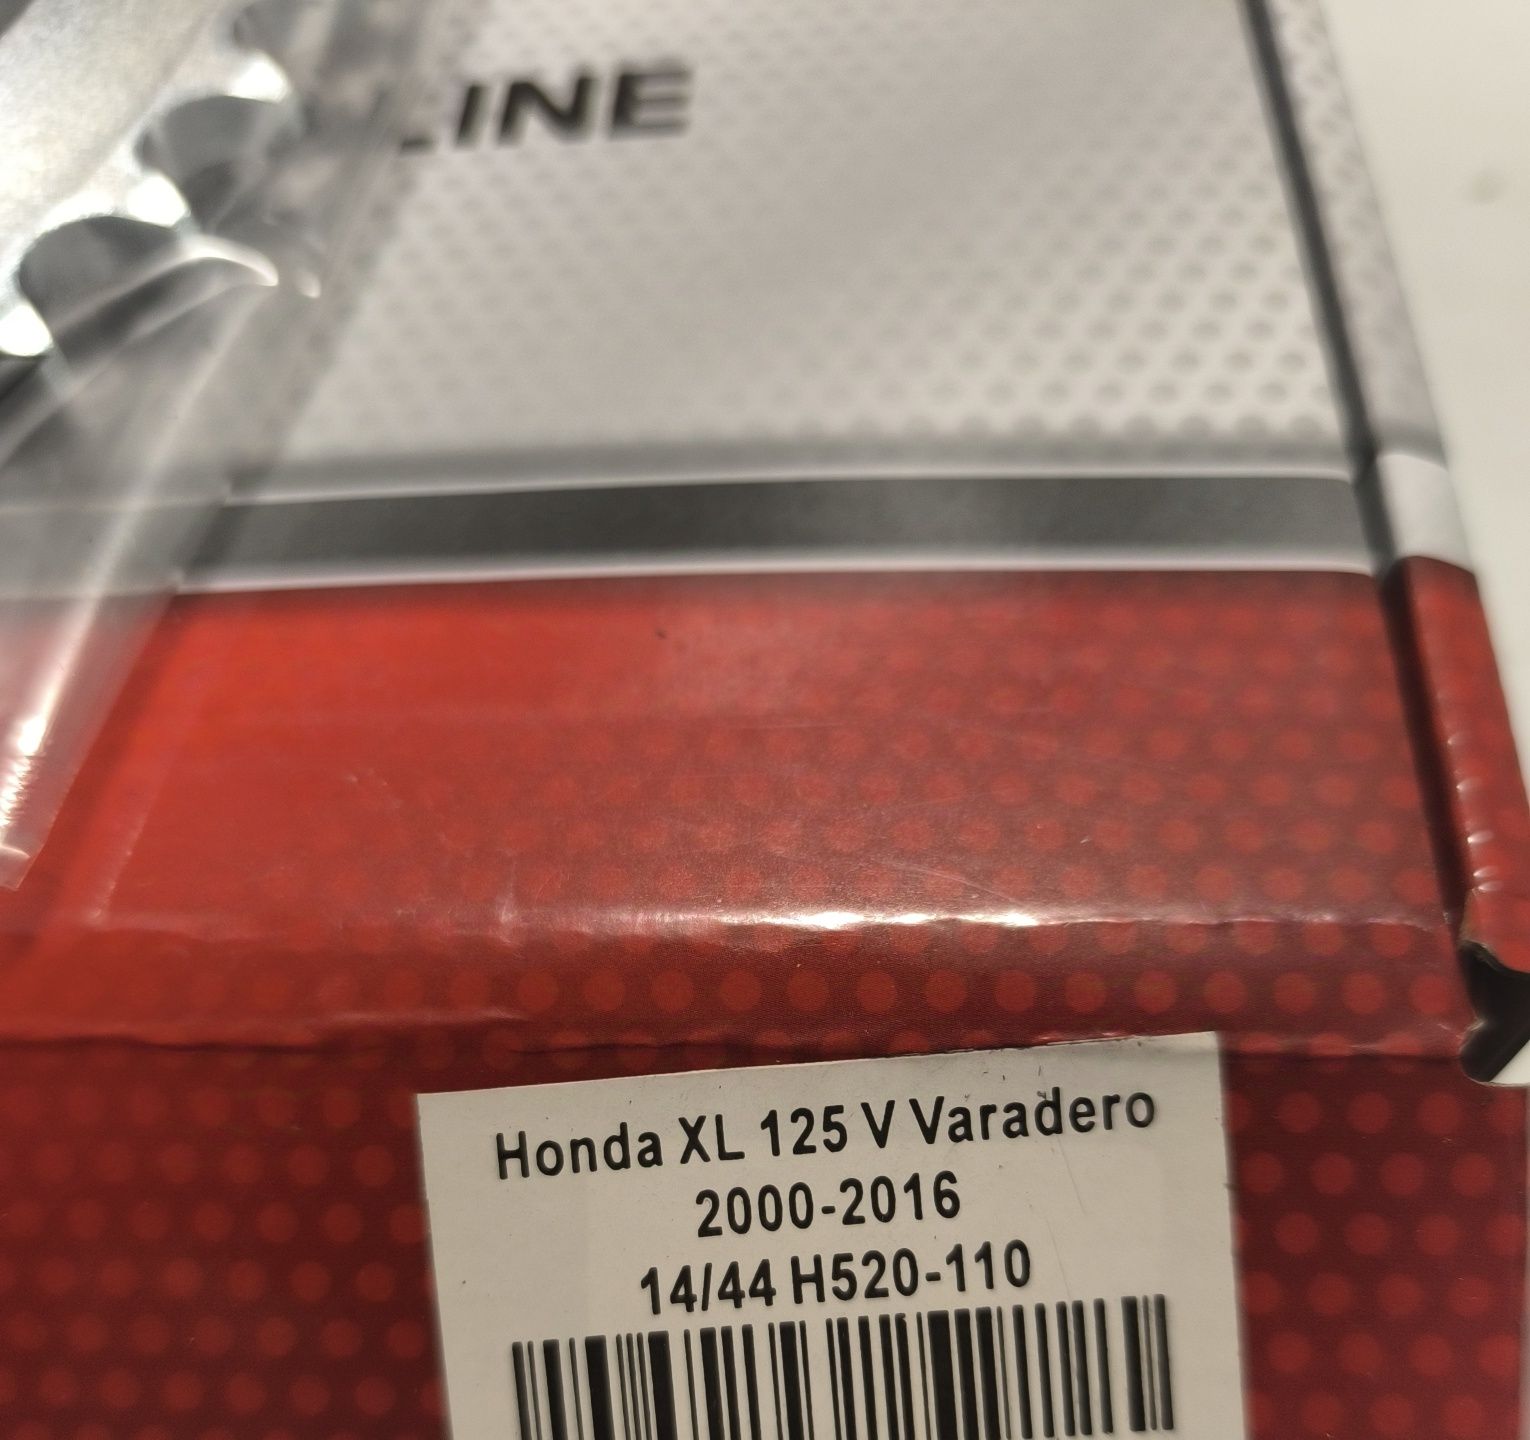 LINE
Honda XL 125 V Varadero
2000-2016
14/44 H520-110